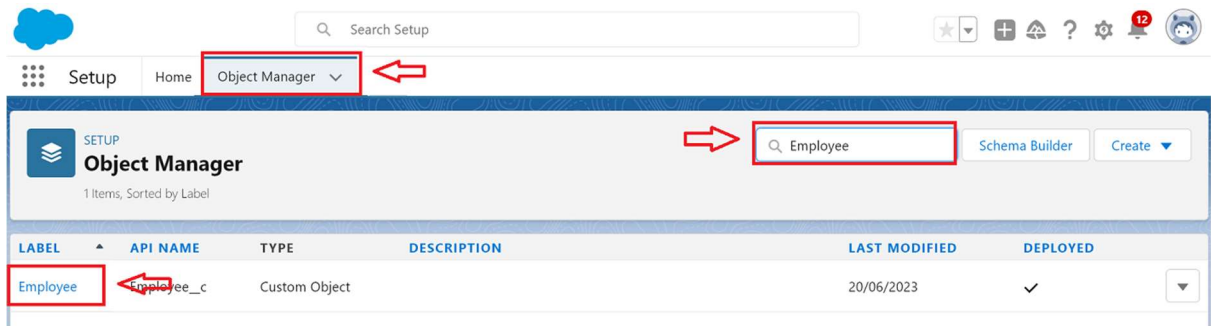 Search Setup
12
Setup Home Object Manager
SETUP
Object Manager
1 Items, Sorted by Label
Employee
Schema Builder
Create
LABEL API NAME TYPE DESCRIPTION LAST MODIFIED DEPLOYED
Employee Employee__c Custom Object 20/06/2023